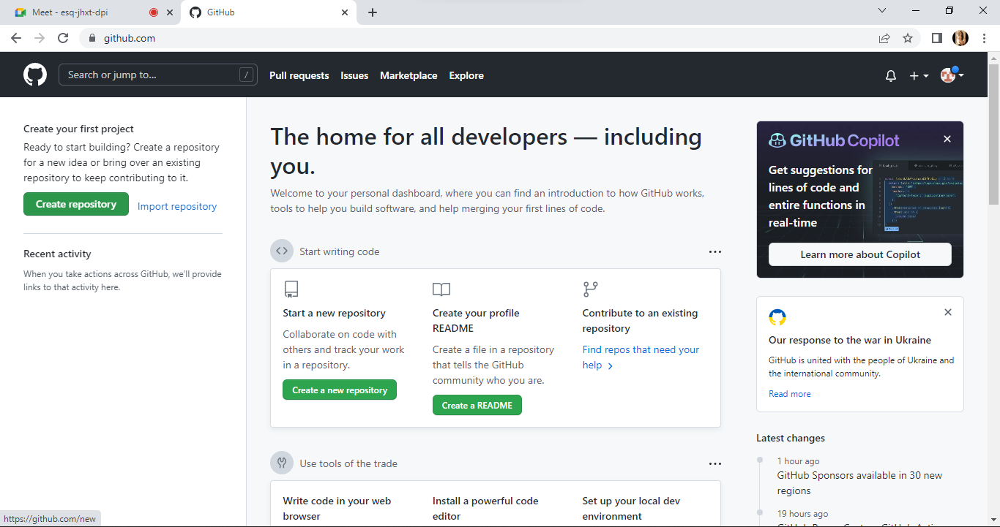 Meet - esq-jhxt-dpi
GitHub
github.com
Search or jump to...
/
Pull requests
Issues
Marketplace
Explore
Create your first project
Ready to start building? Create a repository
for a new idea or bring over an existing
repository to keep contributing to it.
Create repository
Import repository
Recent activity
When you take actions across GitHub, we'll provide
links to that activity here.
The home for all developers — including
you.
Welcome to your personal dashboard, where you can find an introduction to how GitHub works,
tools to help you build software, and help merging your first lines of code.
Start writing code
Start a new repository
Collaborate on code with
others and track your work
in a repository.
Create a new repository
Create your profile
README
Create a file in a repository
that tells the GitHub
community who you are.
Create a README
Contribute to an existing
repository
Find repos that need your
help
Use tools of the trade
Write code in your web
browser
Install a powerful code
editor
Set up your local dev
environment
GitHub Copilot
Get suggestions for
lines of code and
entire functions in
real-time
Learn more about Copilot
Our response to the war in Ukraine
GitHub is united with the people of Ukraine and
the international community.
Read more
Latest changes
1 hour ago
GitHub Sponsors available in 30 new
regions
19 hours ago
https://github.com/new